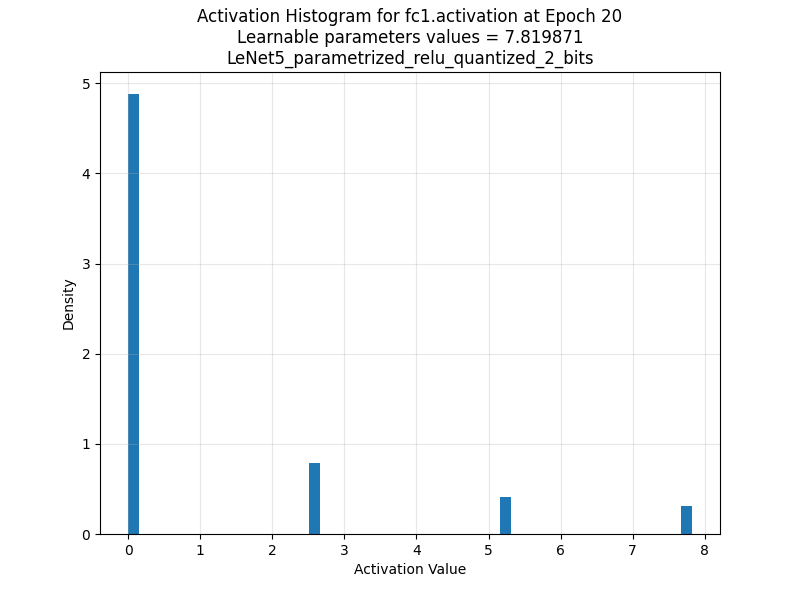 Activation Histogram for fc1.activation at Epoch 20
Learnable parameters values = 7.819871
LeNet5_parametrized_relu_quantized_2_bits
5
4
3
2
1
0
Density
0 1 2 3 4 5 6 7 8
Activation Value